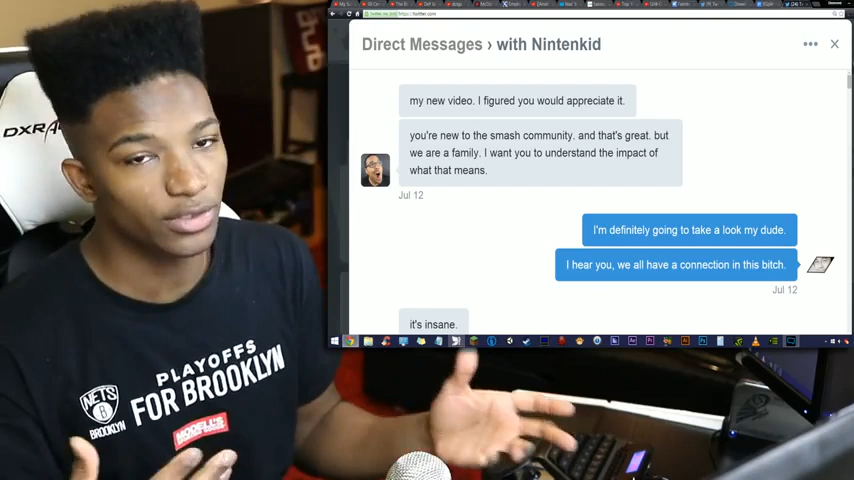 Direct Messages › with Nintenkid
my new video. I figured you would appreciate it.
you're new to the smash community. and that's great. but
we are a family. I want you to understand the impact of
what that means.
Jul 12
I'm definitely going to take a look my dude.
I hear you, we all have a connection in this bitch.
Jul 12
it's insane.
DXRA
PLAYOFFS
FOR BROOKLYN
NETS
B
BROOKLYN
MODELL'S